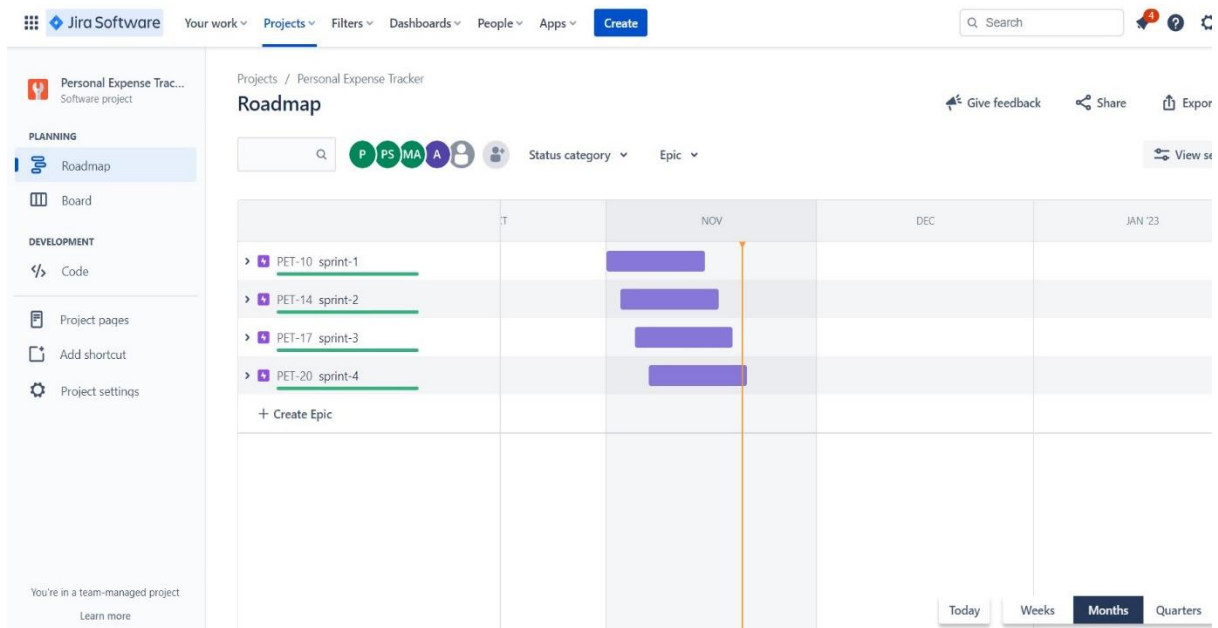 Jira Software Your work Projects Filters Dashboards People Apps Create Search 4
Personal Expense Trac...
Software project
PLANNING
Roadmap
Board
DEVELOPMENT
Code
Project pages
Add shortcut
Project settings
You're in a team-managed project
Learn more
Projects / Personal Expense Tracker
Roadmap
Give feedback Share Expor
P PS MA A Status category Epic View se
CT NOV DEC JAN '23
PET-10 sprint-1
PET-14 sprint-2
PET-17 sprint-3
PET-20 sprint-4
+ Create Epic
Today Weeks Months Quarters